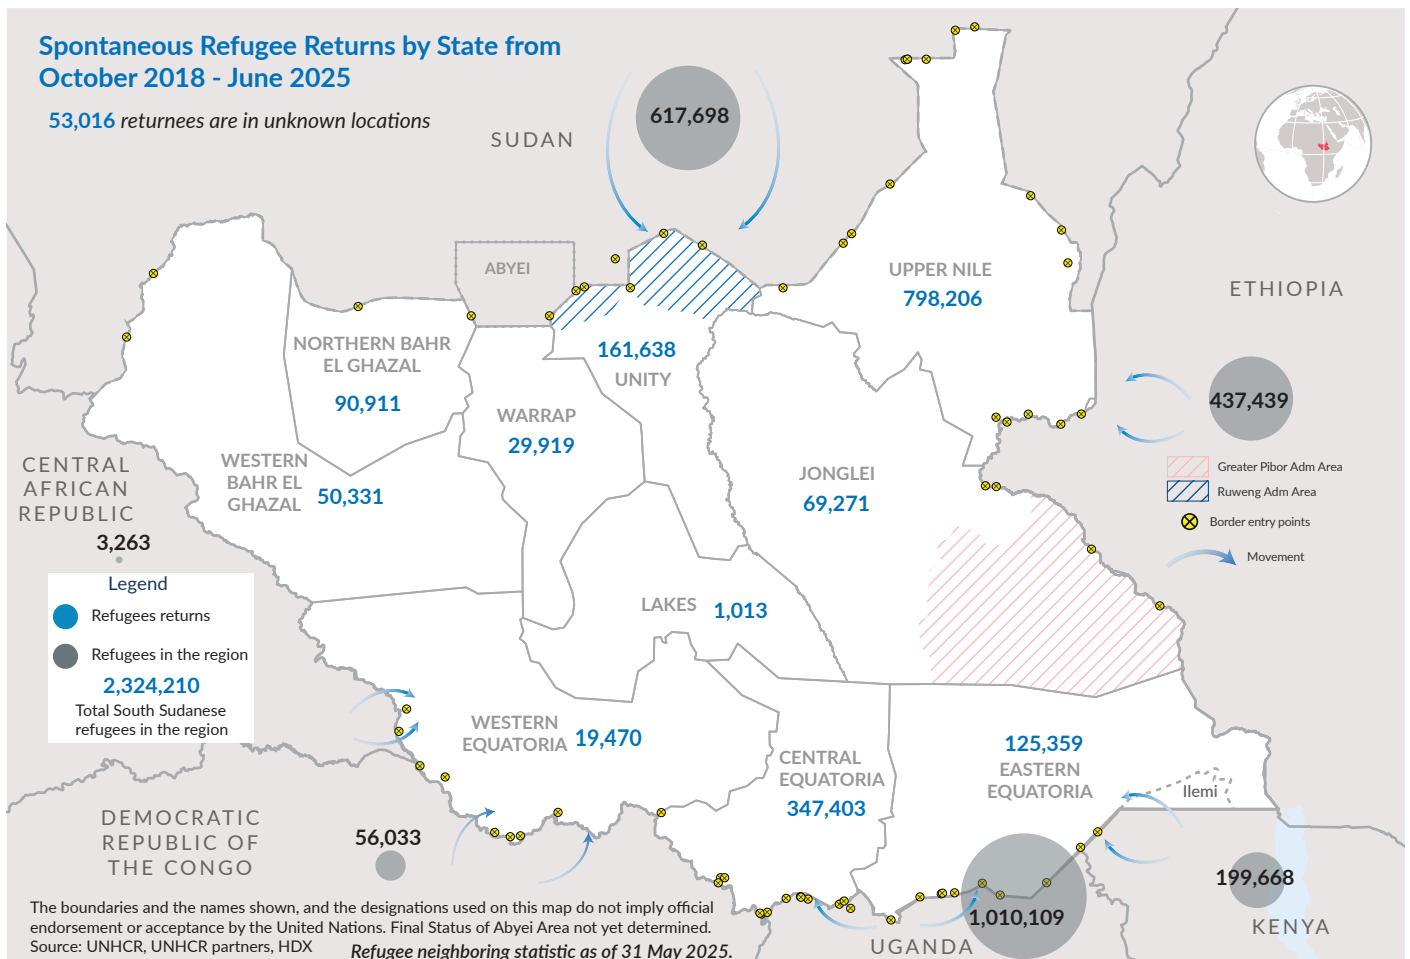 Spontaneous Refugee Returns by State from
October 2018 - June 2025
53,016 returnees are in unknown locations
SUDAN
617,698
ABYEI
UPPER NILE
798,206
ETHIOPIA
437,439
NORTHERN BAHR
EL GHAZAL
90,911
161,638
UNITY
WARRAP
29,919
WESTERN
BAHR EL
GHAZAL
50,331
JONGLEI
69,271
CENTRAL
AFRICAN
REPUBLIC
3,263
Greater Pibor Adm Area
Ruweng Adm Area
Border entry points
Movement
Legend
Refugees returns
Refugees in the region
2,324,210
Total South Sudanese
refugees in the region
LAKES
1,013
WESTERN
EQUATORIA
19,470
CENTRAL
EQUATORIA
347,403
125,359
EASTERN
EQUATORIA
Ilemi
DEMOCRATIC
REPUBLIC OF
THE CONGO
56,033
1,010,109
UGANDA
199,668
KENYA
The boundaries and the names shown, and the designations used on this map do not imply official
endorsement or acceptance by the United Nations. Final Status of Abyei Area not yet determined.
Source: UNHCR, UNHCR partners, HDX
Refugee neighboring statistic as of 31 May 2025.